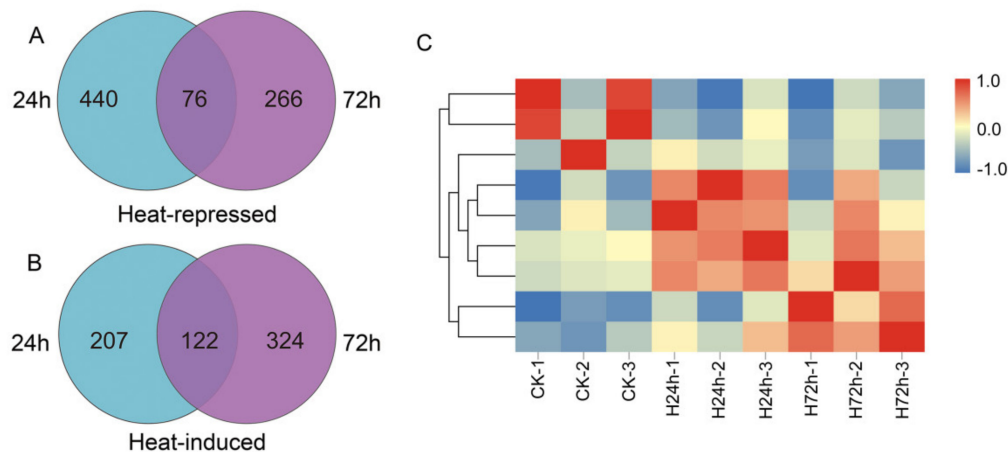 A
24h
440
76
266
72h
Heat-repressed
B
24h
207
122
324
72h
Heat-induced
C
1.0
0.0
-1.0
CK-1
CK-2
CK-3
H24h-1
H24h-2
H24h-3
H72h-1
H72h-2
H72h-3